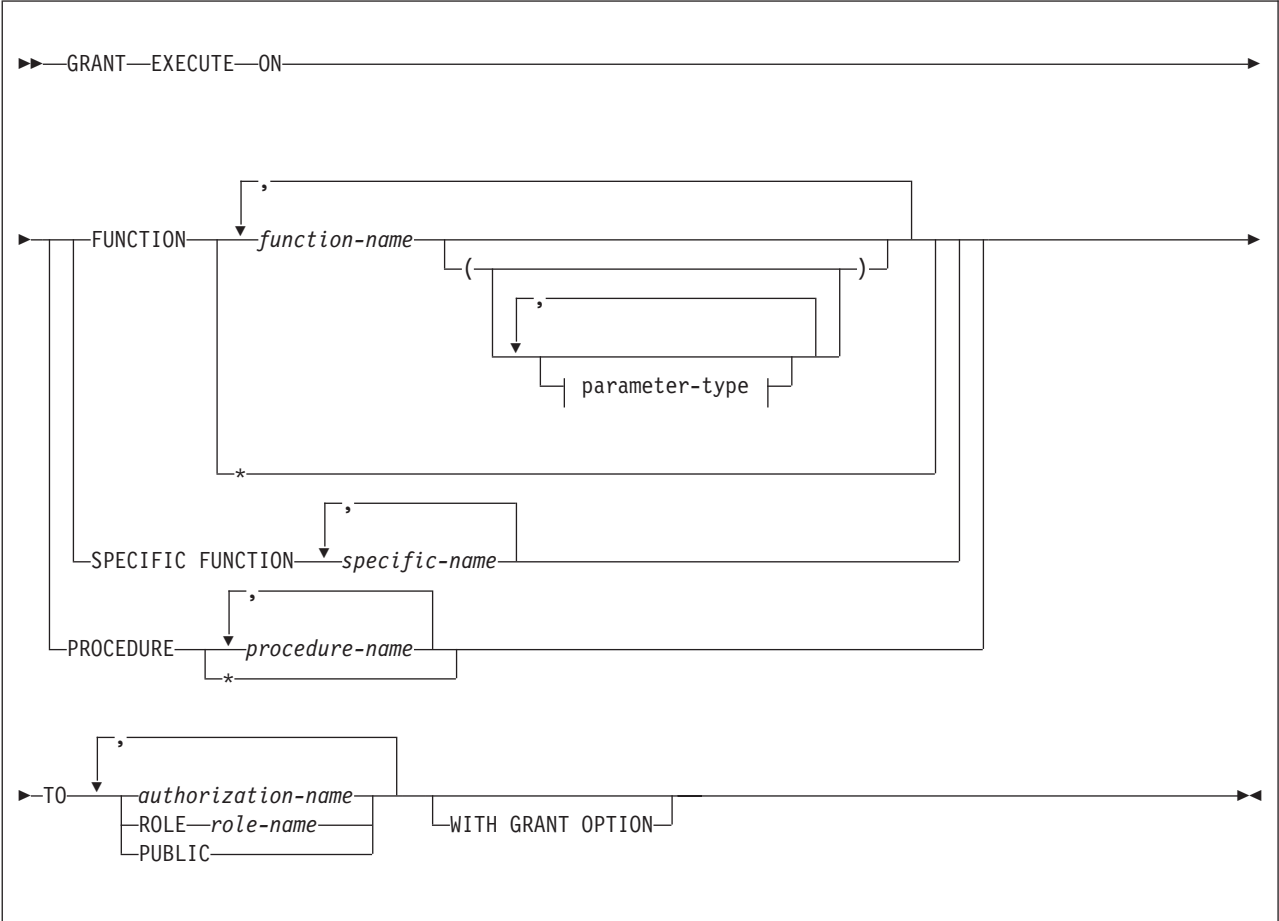 GRANT EXECUTE ON
,
FUNCTION function-name
( )
,
parameter-type
*
,
SPECIFIC FUNCTION specific-name
,
PROCEDURE procedure-name
*
,
TO authorization-name
ROLE role-name
WITH GRANT OPTION
PUBLIC